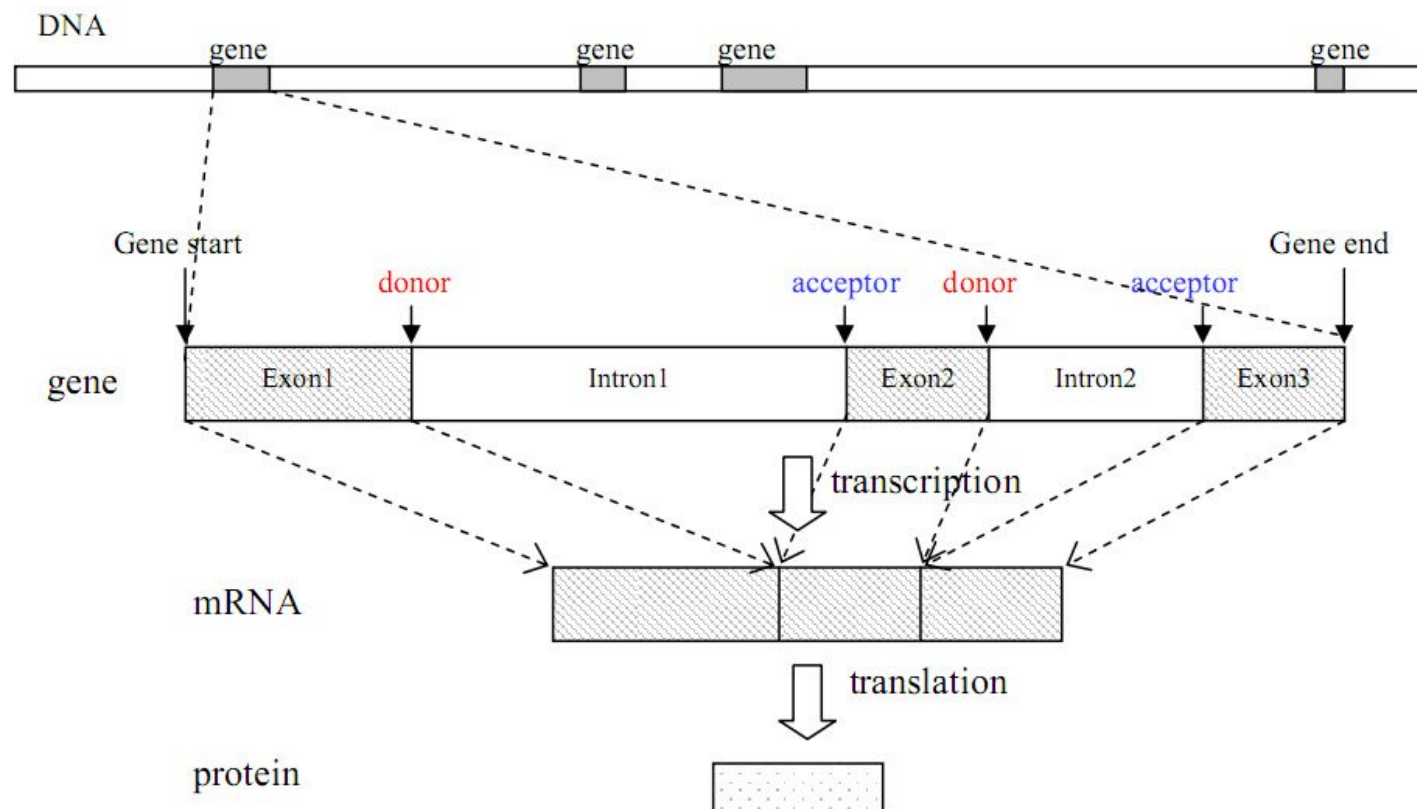 DNA
gene gene gene gene
Gene start Gene end
donor acceptor donor acceptor
gene Exon1 Intron1 Exon2 Intron2 Exon3
transcription
mRNA
translation
protein